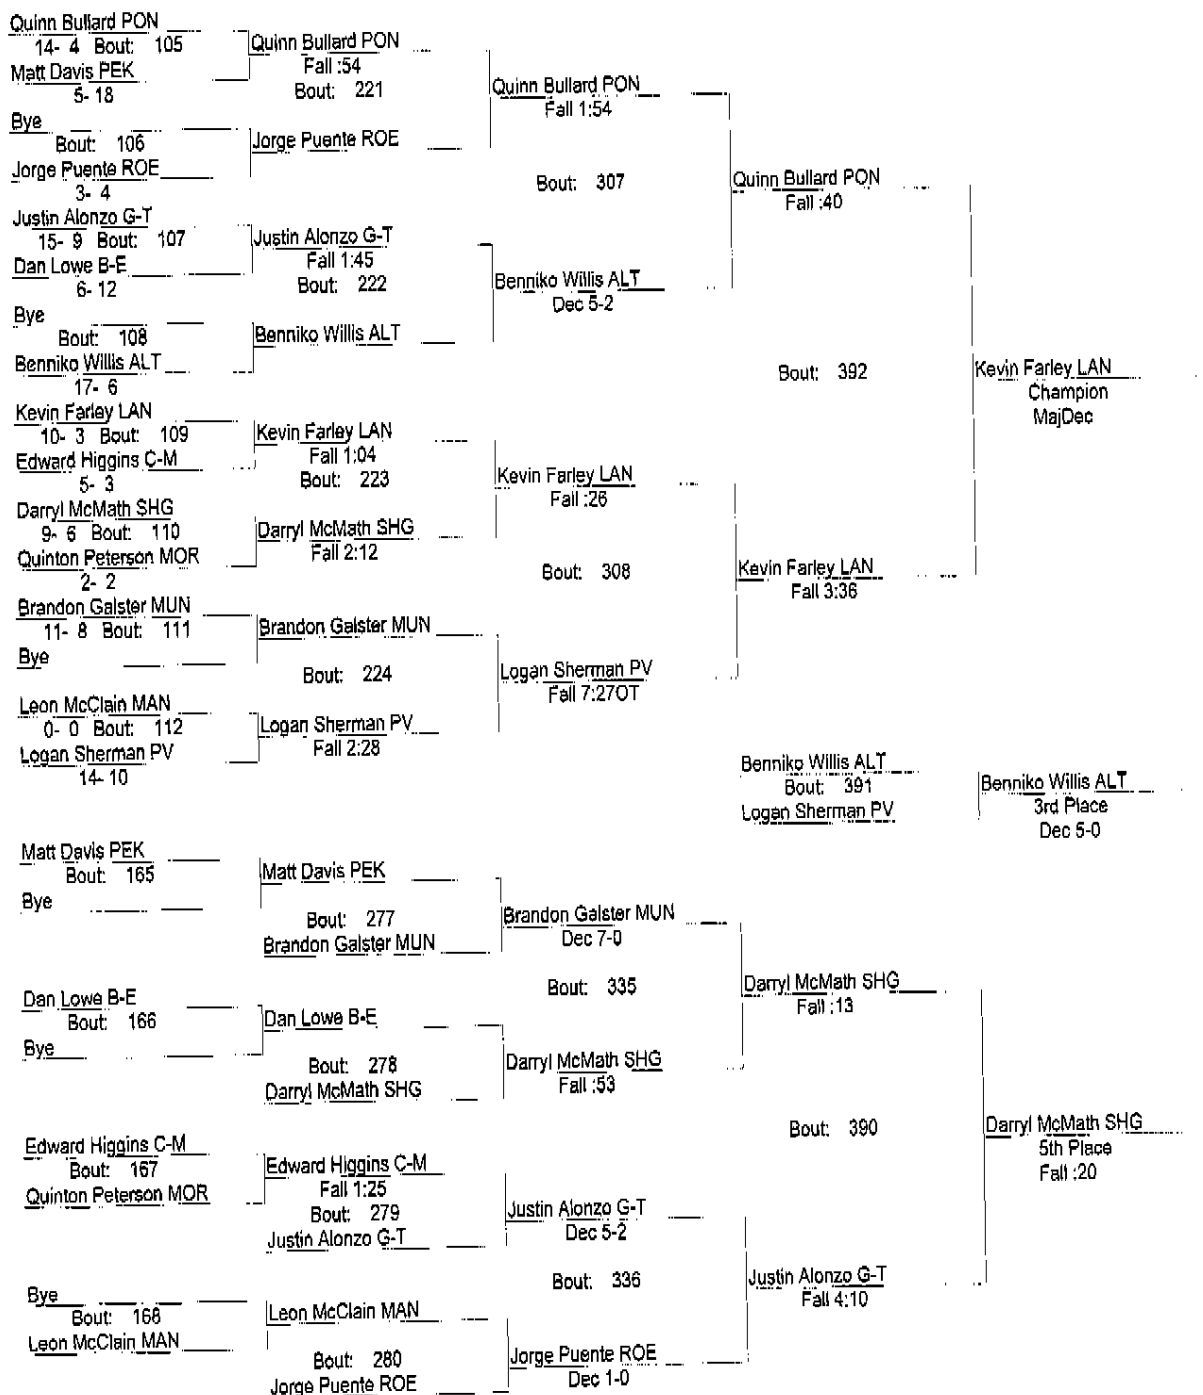 Quinn Bullard PON
14- 4 Bout: 105
Matt Davis PEK
5- 18
Bye
Bout: 106
Jorge Puente ROE
3- 4
Justin Alonzo G-T
15- 9 Bout: 107
Dan Lowe B-E
6- 12
Bye
Bout: 108
Benniko Willis ALT
17- 6
Kevin Farley LAN
10- 3 Bout: 109
Edward Higgins C-M
5- 3
Darryl McMath SHG
9- 6 Bout: 110
Quinton Peterson MOR
2- 2
Brandon Galster MUN
11- 8 Bout: 111
Bye
Leon McClain MAN
0- 0 Bout: 112
Logan Sherman PV
14- 10
Quinn Bullard PON
Fall :54
Bout: 221
Jorge Puente ROE
Justin Alonzo G-T
Fall 1:45
Bout: 222
Benniko Willis ALT
Kevin Farley LAN
Fall 1:04
Bout: 223
Darryl McMath SHG
Fall 2:12
Brandon Galster MUN
Bout: 224
Logan Sherman PV
Fall 2:28
Quinn Bullard PON
Fall 1:54
Bout: 307
Benniko Willis ALT
Dec 5-2
Kevin Farley LAN
Fall :26
Bout: 308
Logan Sherman PV
Fall 7:27OT
Quinn Bullard PON
Fall :40
Bout: 392
Kevin Farley LAN
Fall 3:36
Kevin Farley LAN
Champion
MajDec
Benniko Willis ALT
Bout: 391
Logan Sherman PV
Benniko Willis ALT
3rd Place
Dec 5-0
Matt Davis PEK
Bout: 165
Bye
Dan Lowe B-E
Bout: 166
Bye
Edward Higgins C-M
Bout: 167
Quinton Peterson MOR
Bye
Bout: 168
Leon McClain MAN
Matt Davis PEK
Bout: 277
Brandon Galster MUN
Dan Lowe B-E
Bout: 278
Darryl McMath SHG
Edward Higgins C-M
Fall 1:25
Bout: 279
Justin Alonzo G-T
Leon McClain MAN
Bout: 280
Jorge Puente ROE
Brandon Galster MUN
Dec 7-0
Bout: 335
Darryl McMath SHG
Fall :53
Justin Alonzo G-T
Dec 5-2
Bout: 336
Jorge Puente ROE
Dec 1-0
Darryl McMath SHG
Fall :13
Bout: 390
Justin Alonzo G-T
Fall 4:10
Darryl McMath SHG
5th Place
Fall :20